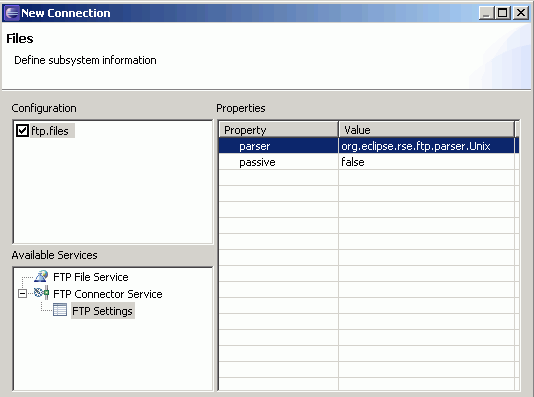 New Connection
Files
Define subsystem information
Configuration
ftp.files
Properties
Property Value
parser org.eclipse.rse.ftp.parser.Unix
passive false
Available Services
FTP File Service
FTP Connector Service
FTP Settings